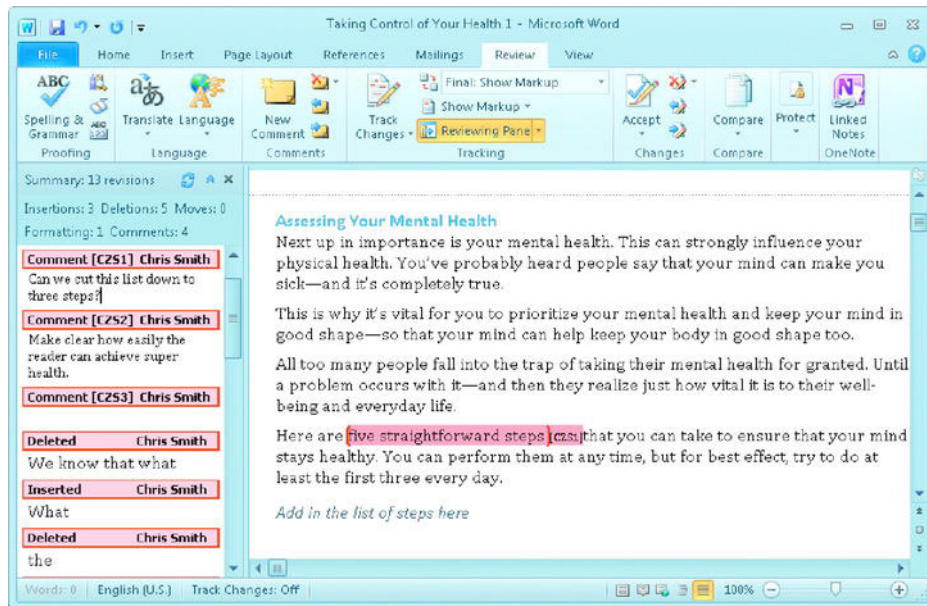 W Taking Control of Your Health 1 - Microsoft Word
File Home Insert Page Layout References Mailings Review View
ABC
Spelling &
Grammar
ABC
123
Proofing
Translate Language
Language
New
Comment
Comments
Track
Changes
Final: Show Markup
Show Markup
Reviewing Pane
Tracking
Accept
Changes
Compare
Compare
Protect
N
Linked
Notes
OneNote
Summary: 13 revisions
Insertions: 3 Deletions: 5 Moves: 0
Formatting: 1 Comments: 4
Comment [CZS1] Chris Smith
Can we cut this list down to
three steps?
Comment [CZS2] Chris Smith
Make clear how easily the
reader can achieve super
health.
Comment [CZS3] Chris Smith
Deleted Chris Smith
We know that what
Inserted Chris Smith
What
Deleted Chris Smith
the
Assessing Your Mental Health
Next up in importance is your mental health. This can strongly influence your
physical health. You've probably heard people say that your mind can make you
sick—and it's completely true.
This is why it's vital for you to prioritize your mental health and keep your mind in
good shape—so that your mind can help keep your body in good shape too.
All too many people fall into the trap of taking their mental health for granted. Until
a problem occurs with it—and then they realize just how vital it is to their well-
being and everyday life.
Here are five straightforward steps [CZS1] that you can take to ensure that your mind
stays healthy. You can perform them at any time, but for best effect, try to do at
least the first three every day.
Add in the list of steps here
Words: 0 English (U.S.) Track Changes: Off 100%